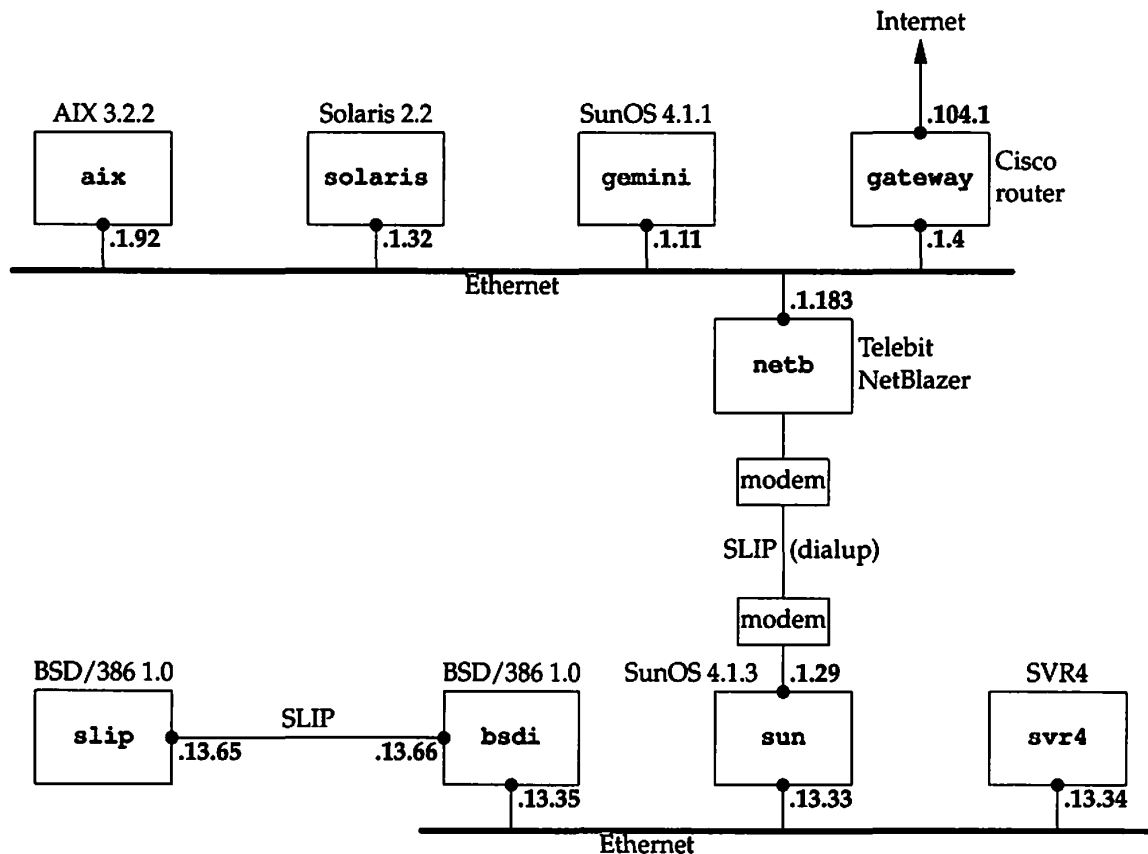 Internet
AIX 3.2.2
Solaris 2.2
SunOS 4.1.1
.104.1
aix
solaris
gemini
gateway
Cisco
router
.1.92
.1.32
.1.11
.1.4
Ethernet
.1.183
netb
Telebit
NetBlazer
modem
SLIP (dialup)
modem
BSD/386 1.0
BSD/386 1.0
SunOS 4.1.3
.1.29
SVR4
slip
SLIP
bsdi
sun
svr4
.13.65
.13.66
.13.35
.13.33
.13.34
Ethernet